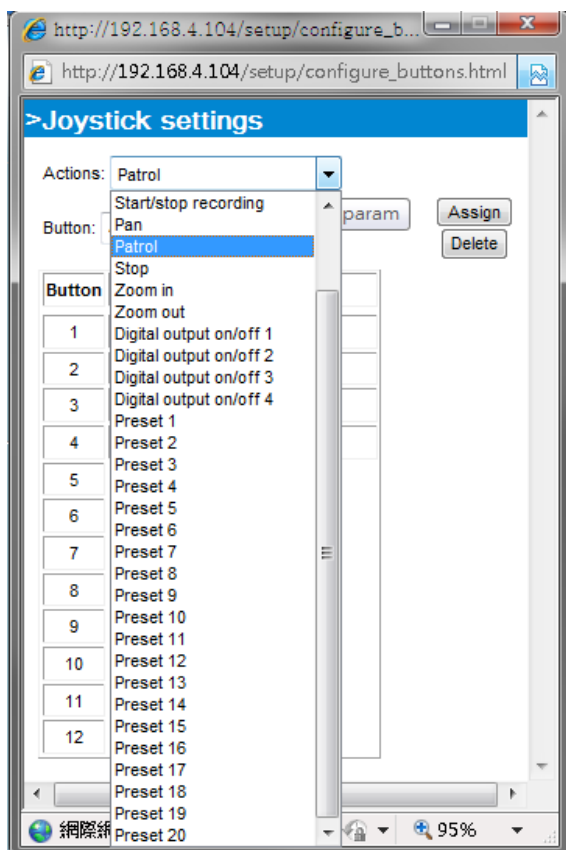 http://192.168.4.104/setup/configure_b...
http://192.168.4.104/setup/configure_buttons.html
>Joystick settings
Actions: Patrol
Button:
param
Assign
Delete
Start/stop recording
Pan
Patrol
Stop
Zoom in
Zoom out
Digital output on/off 1
Digital output on/off 2
Digital output on/off 3
Digital output on/off 4
Preset 1
Preset 2
Preset 3
Preset 4
Preset 5
Preset 6
Preset 7
Preset 8
Preset 9
Preset 10
Preset 11
Preset 12
Preset 13
Preset 14
Preset 15
Preset 16
Preset 17
Preset 18
Preset 19
Preset 20
Button
1
2
3
4
5
6
7
8
9
10
11
12
網際網
95%